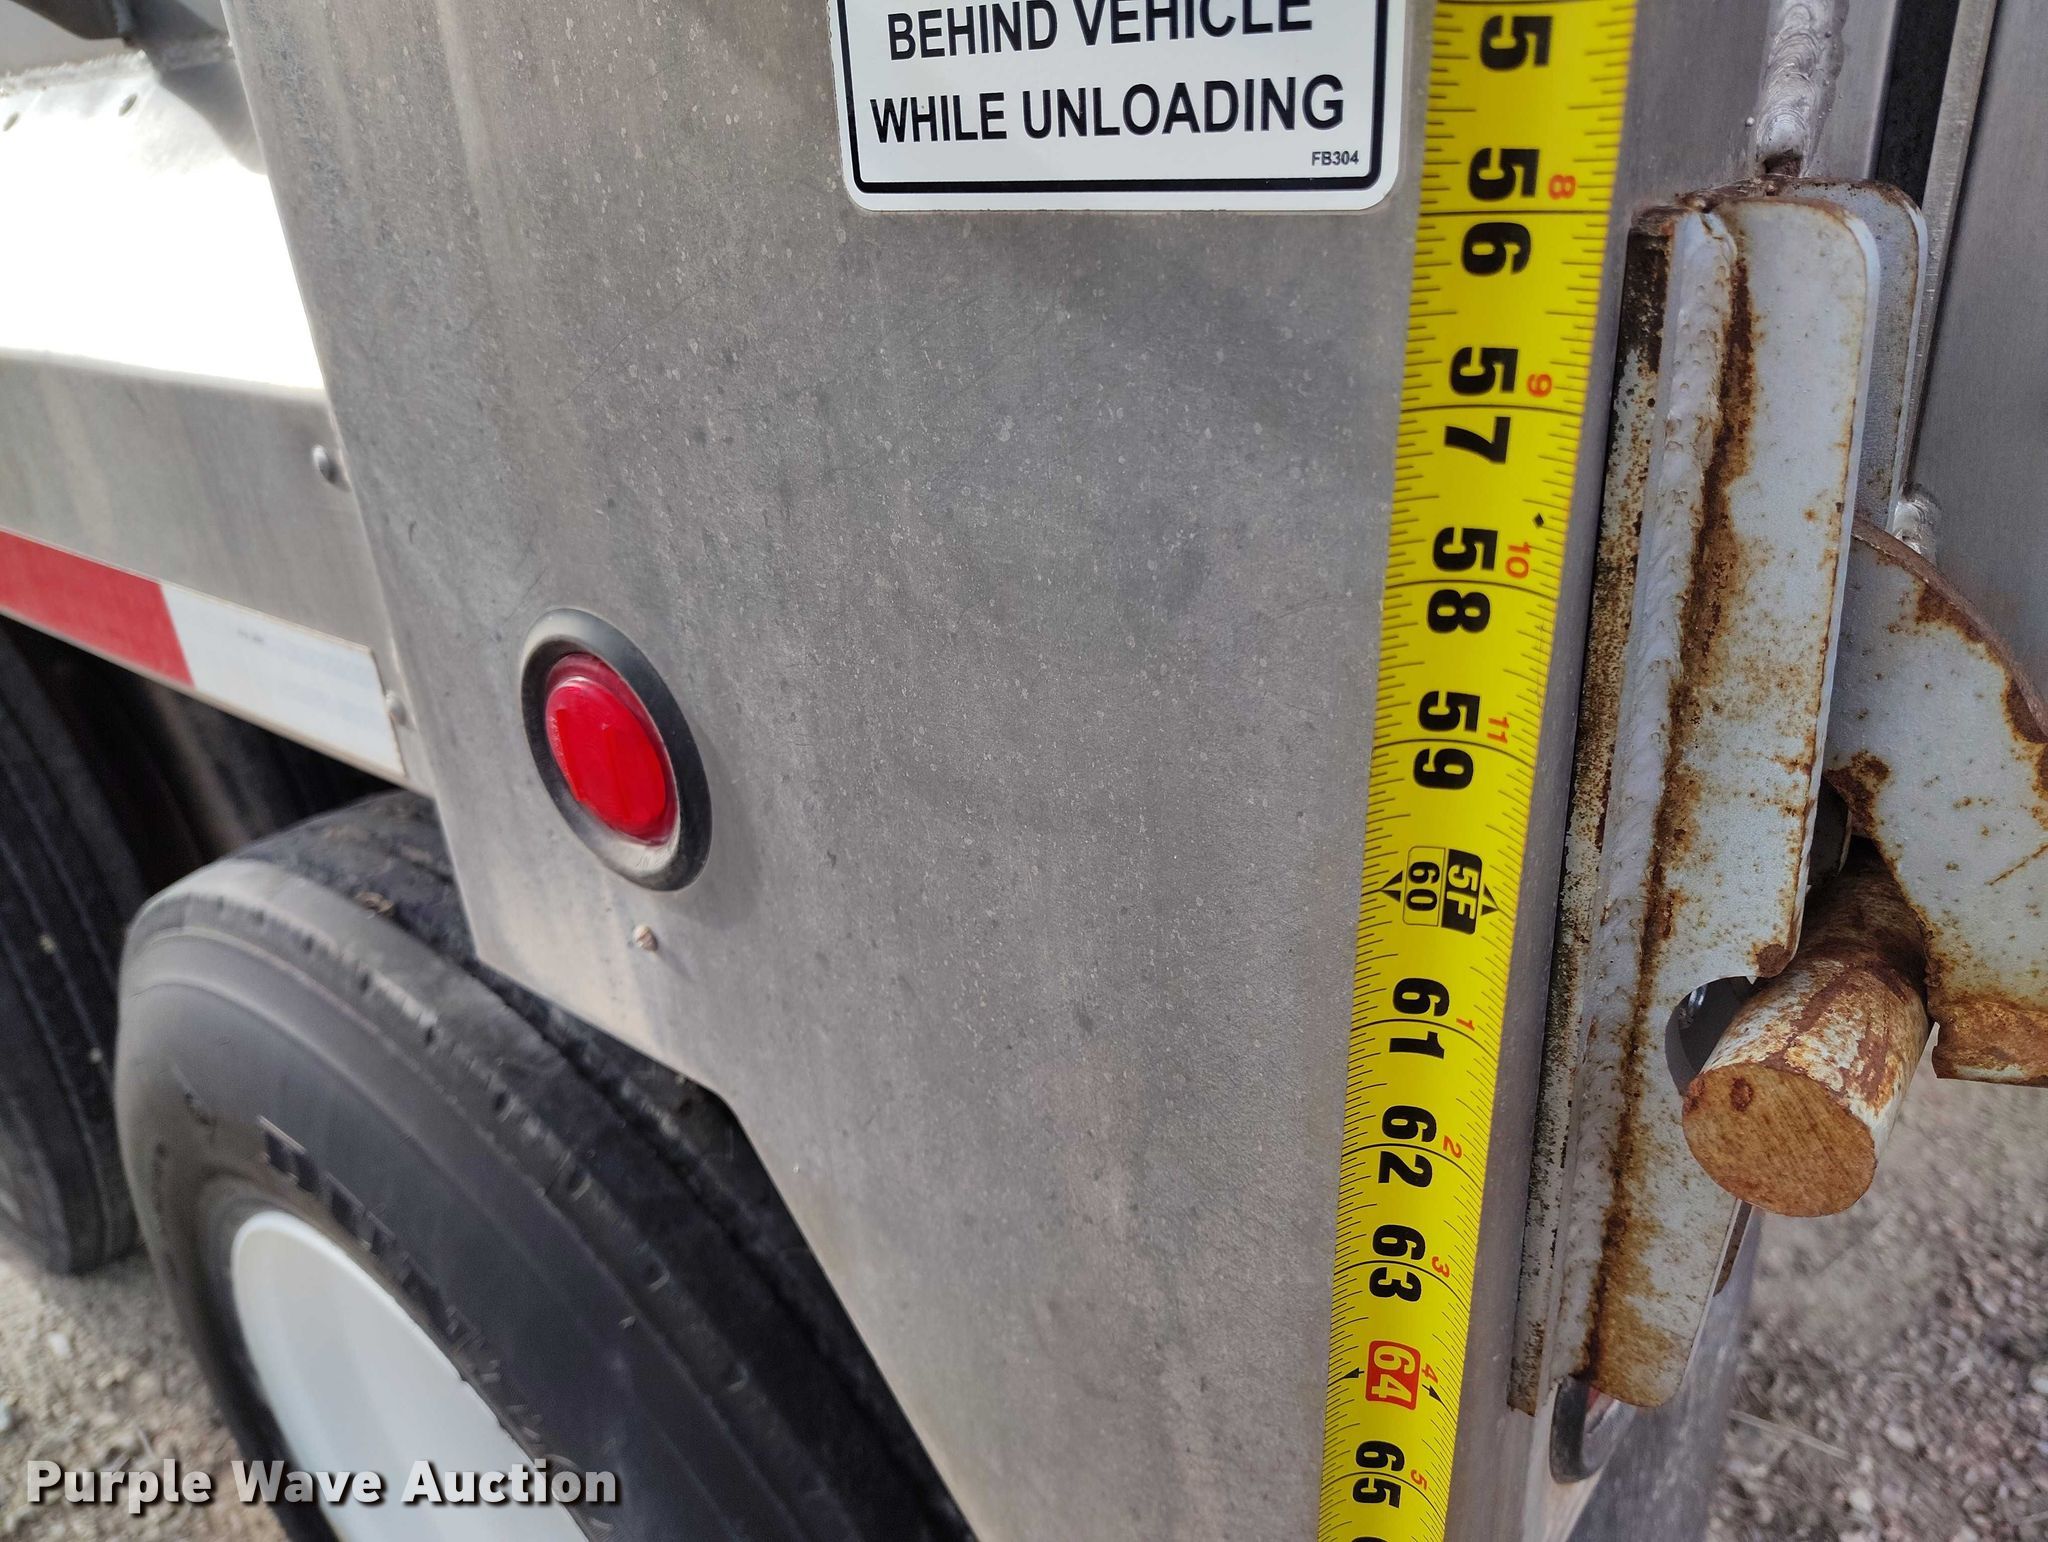 BEHIND VEHICLE
WHILE UNLOADING
FB304
5
56 8
57 9
58 10
59 11
60 5F
61 1
62 2
63 3
64 4
65 5
Purple Wave Auction